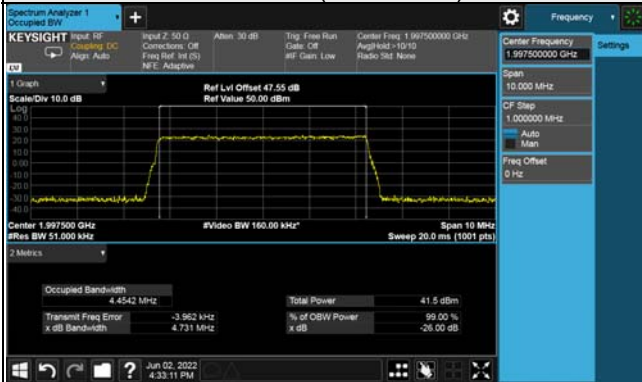 Spectrum Analyzer 1
Occupied BW
+
Frequency
KEYSIGHT
Input: RF
Coupling: DC
Align: Auto
Input Z: 50 Ω
Corrections: Off
Freq Ref: Int (S)
NFE: Adaptive
Atten: 30 dB
Trig: Free Run
Gate: Off
#IF Gain: Low
Center Freq: 1.997500000 GHz
Avg|Hold:>10/10
Radio Std: None
1 Graph
Scale/Div 10.0 dB
Ref Lvl Offset 47.55 dB
Ref Value 50.00 dBm
Log
40.0
30.0
20.0
10.0
0.00
-10.0
-20.0
-30.0
-40.0
Center 1.997500 GHz
#Res BW 51.000 kHz
#Video BW 160.00 kHz*
Span 10 MHz
Sweep 20.0 ms (1001 pts)
2 Metrics
Occupied Bandwidth
4.4542 MHz
Total Power
41.5 dBm
Transmit Freq Error
-3.962 kHz
% of OBW Power
99.00 %
x dB Bandwidth
4.731 MHz
x dB
-26.00 dB
Center Frequency
1.997500000 GHz
Settings
Span
10.000 MHz
CF Step
1.000000 MHz
Auto
Man
Freq Offset
0 Hz
?
Jun 02, 2022
4:33:11 PM